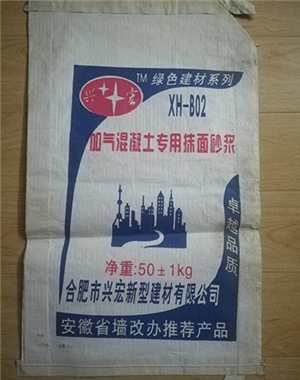 兴宏
TM 绿色建材系列
XH-B02
加气混凝土专用抹面砂浆
卓越品质
净重:50±1kg
合肥市兴宏新型建材有限公司
安徽省墙改办推荐产品